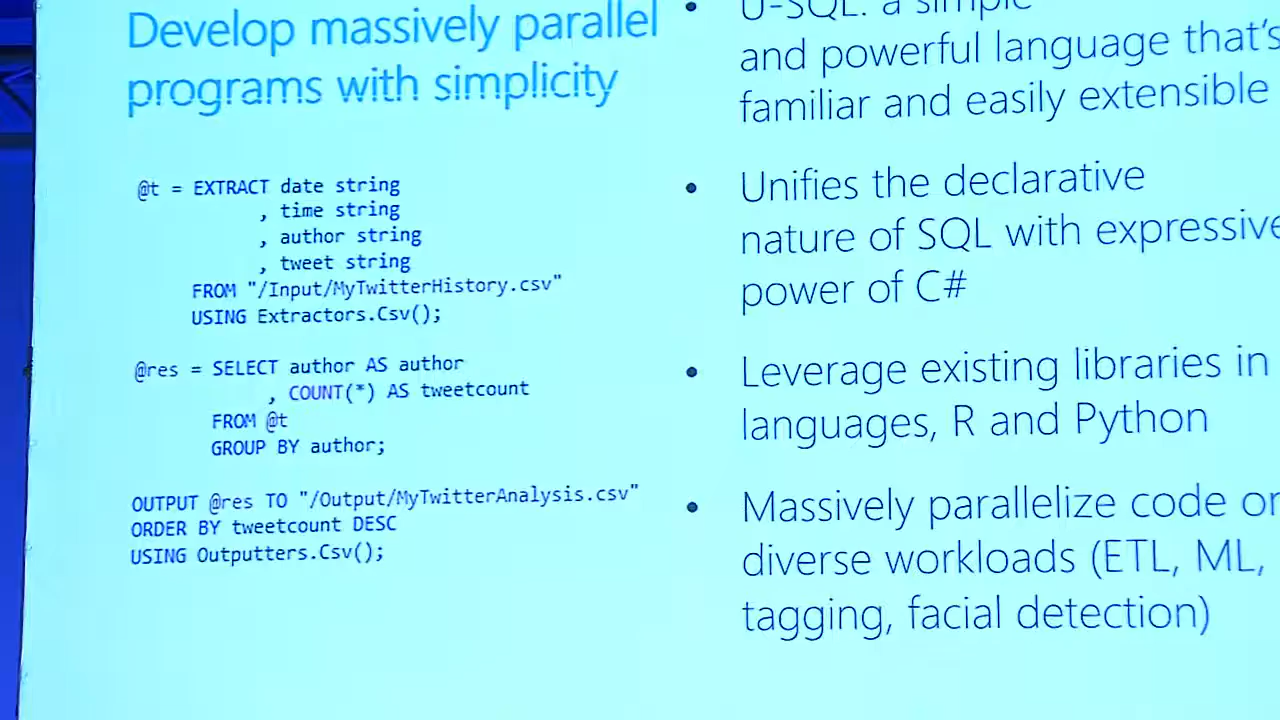 Develop massively parallel
programs with simplicity
@t = EXTRACT date string
, time string
, author string
, tweet string
FROM "/Input/MyTwitterHistory.csv"
USING Extractors.Csv();
@res = SELECT author AS author
, COUNT(*) AS tweetcount
FROM @t
GROUP BY author;
OUTPUT @res TO "/Output/MyTwitterAnalysis.csv"
ORDER BY tweetcount DESC
USING Outputters.Csv();
• U-SQL: a simple
and powerful language that's
familiar and easily extensible
• Unifies the declarative
nature of SQL with expressive
power of C#
• Leverage existing libraries in
languages, R and Python
• Massively parallelize code
diverse workloads (ETL, ML,
tagging, facial detection)